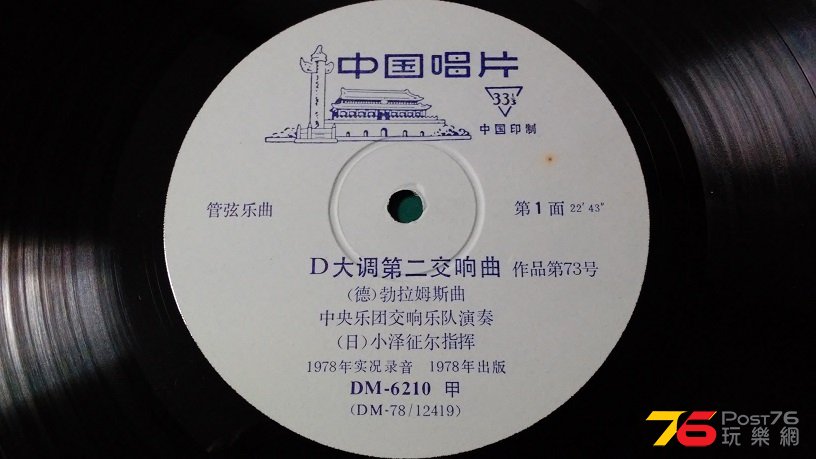 中国唱片
33⅓
中国印制
管弦乐曲
第1面 22′43″
D大调第二交响曲 作品第73号
（德）勃拉姆斯曲
中央乐团交响乐队演奏
（日）小泽征尔指挥
1978年实况录音 1978年出版
DM-6210 甲
(DM-78/12419)
76 Post76
玩樂網